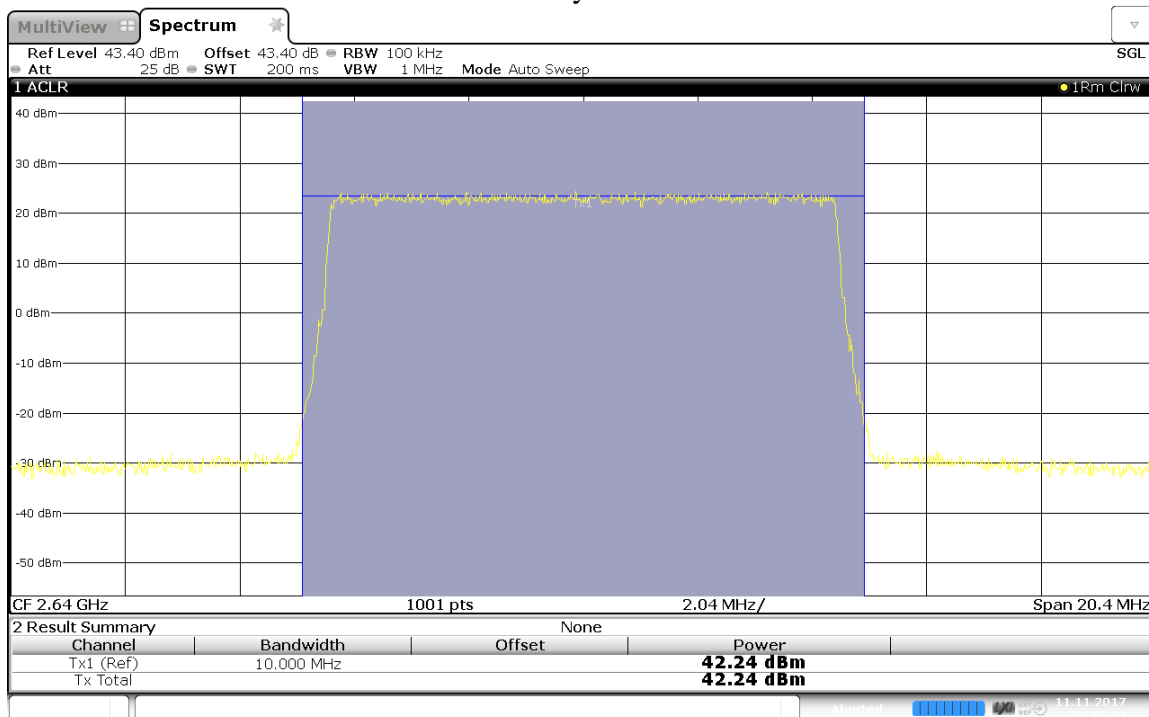 MultiView Spectrum
Ref Level 43.40 dBm Offset 43.40 dB RBW 100 kHz SGL
Att 25 dB SWT 200 ms VBW 1 MHz Mode Auto Sweep
1 ACLR 1Rm Clrw
40 dBm
30 dBm
Tx1
20 dBm
10 dBm
0 dBm
-10 dBm
-20 dBm
-30 dBm
-40 dBm
-50 dBm
CF 2.64 GHz 1001 pts 2.04 MHz/ Span 20.4 MHz
2 Result Summary None
Channel Bandwidth Offset Power
Tx1 (Ref) 10.000 MHz 42.24 dBm
Tx Total 42.24 dBm
Aborted 11.11.2017